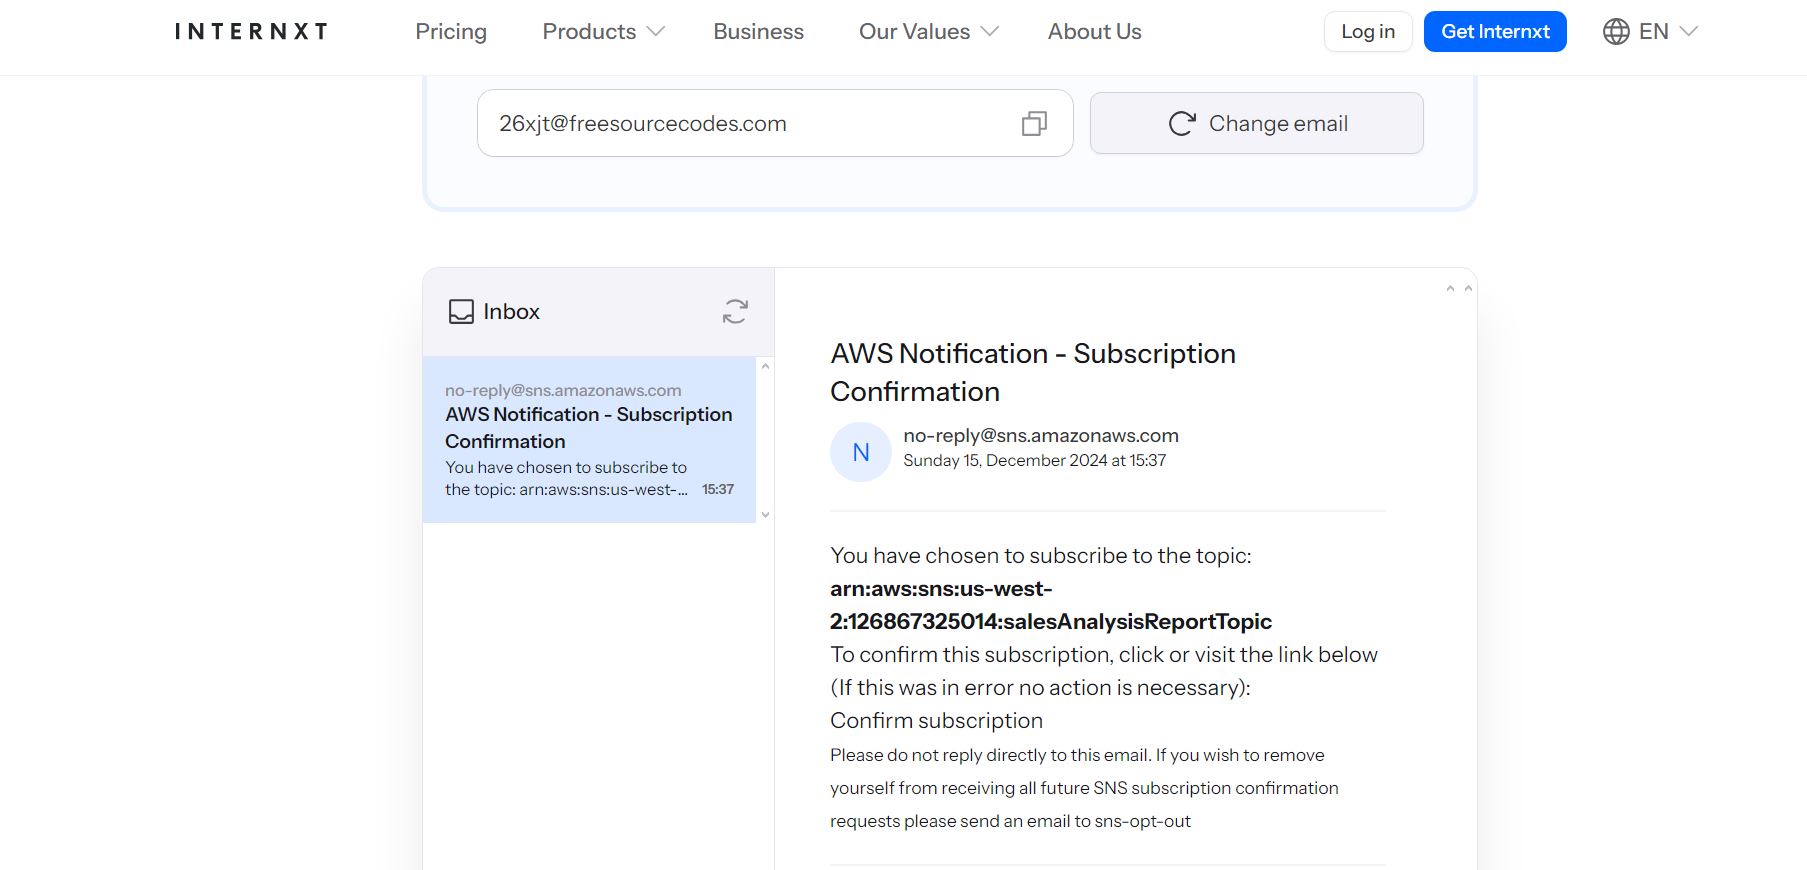 INTERNXT
Pricing
Products
Business
Our Values
About Us
Log in
Get Internxt
EN
26xjt@freesourcecodes.com
Change email
Inbox
no-reply@sns.amazonaws.com
AWS Notification - Subscription
Confirmation
You have chosen to subscribe to
the topic: arn:aws:sns:us-west-...
15:37
AWS Notification - Subscription
Confirmation
N
no-reply@sns.amazonaws.com
Sunday 15, December 2024 at 15:37
You have chosen to subscribe to the topic:
arn:aws:sns:us-west-
2:126867325014:salesAnalysisReportTopic
To confirm this subscription, click or visit the link below
(If this was in error no action is necessary):
Confirm subscription
Please do not reply directly to this email. If you wish to remove
yourself from receiving all future SNS subscription confirmation
requests please send an email to sns-opt-out